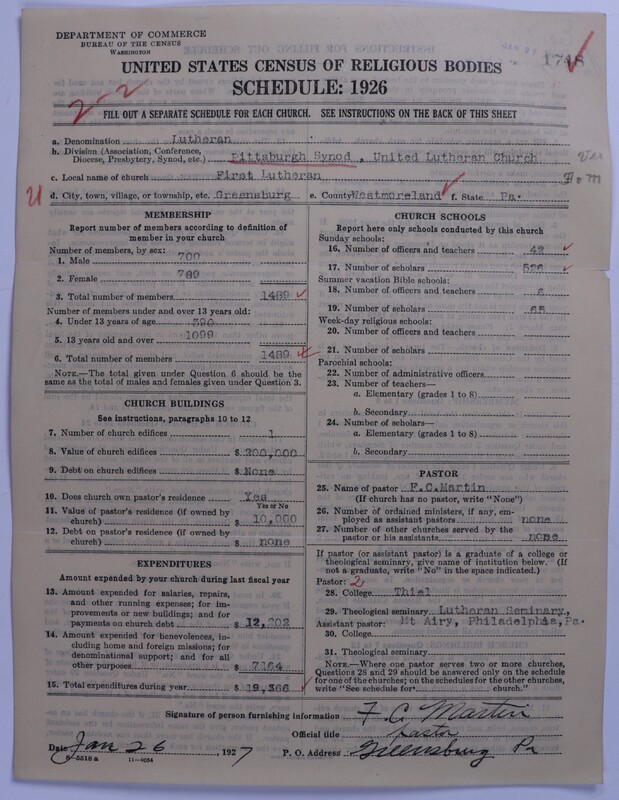 DEPARTMENT OF COMMERCE
BUREAU OF THE CENSUS
WASHINGTON
1748
UNITED STATES CENSUS OF RELIGIOUS BODIES
SCHEDULE: 1926
2-2
FILL OUT A SEPARATE SCHEDULE FOR EACH CHURCH. SEE INSTRUCTIONS ON THE BACK OF THIS SHEET
a. Denomination Lutheran
b. Division (Association, Conference, Diocese, Presbytery, Synod, etc.) Pittsburgh Synod, United Lutheran Church
c. Local name of church First Lutheran
d. City, town, village, or township, etc. Greensburg e. County Westmoreland f. State Pa.
MEMBERSHIP
Report number of members according to definition of
member in your church
Number of members, by sex:
1. Male 700
2. Female 789
3. Total number of members 1489
Number of members under and over 13 years old:
4. Under 13 years of age 390
5. 13 years old and over 1099
6. Total number of members 1489
NOTE.—The total given under Question 6 should be the
same as the total of males and females given under Question 3.
CHURCH BUILDINGS
See instructions, paragraphs 10 to 12
7. Number of church edifices 1
8. Value of church edifices $ 200,000
9. Debt on church edifices $ None
10. Does church own pastor's residence Yes
Yes or No
11. Value of pastor's residence (if owned by
church) $ 10,000
12. Debt on pastor's residence (if owned by
church) $ none
EXPENDITURES
Amount expended by your church during last fiscal year
13. Amount expended for salaries, repairs,
and other running expenses; for im-
provements or new buildings; and for
payments on church debt $ 12,202
14. Amount expended for benevolences, in-
cluding home and foreign missions; for
denominational support; and for all
other purposes $ 7164
15. Total expenditures during year $ 19,366
CHURCH SCHOOLS
Report here only schools conducted by this church
Sunday schools:
16. Number of officers and teachers 42
17. Number of scholars 526
Summer vacation Bible schools:
18. Number of officers and teachers
19. Number of scholars 65
Week-day religious schools:
20. Number of officers and teachers
21. Number of scholars
Parochial schools:
22. Number of administrative officers
23. Number of teachers—
a. Elementary (grades 1 to 8)
b. Secondary
24. Number of scholars—
a. Elementary (grades 1 to 8)
b. Secondary
PASTOR
25. Name of pastor F.C.Martin
(If church has no pastor, write "None")
26. Number of ordained ministers, if any, em-
ployed as assistant pastors none
27. Number of other churches served by the
pastor or his assistants none
If pastor (or assistant pastor) is a graduate of a college or
theological seminary, give name of institution below. (If
not a graduate, write "No" in the space indicated.)
Pastor: 2
28. College Thiel
29. Theological seminary Lutheran Seminary,
Assistant pastor: Mt Airy, Philadelphia, Pa.
30. College
31. Theological seminary
NOTE.—Where one pastor serves two or more churches,
Questions 28 and 29 should be answered only on the schedule
for one of the churches; on the schedules for the other churches,
write "See schedule for church."
Signature of person furnishing information F C Martin
Official title Pastor
Date Jan 26, 1927 P. O. Address Greensburg Pa
8-5518a 11-9054